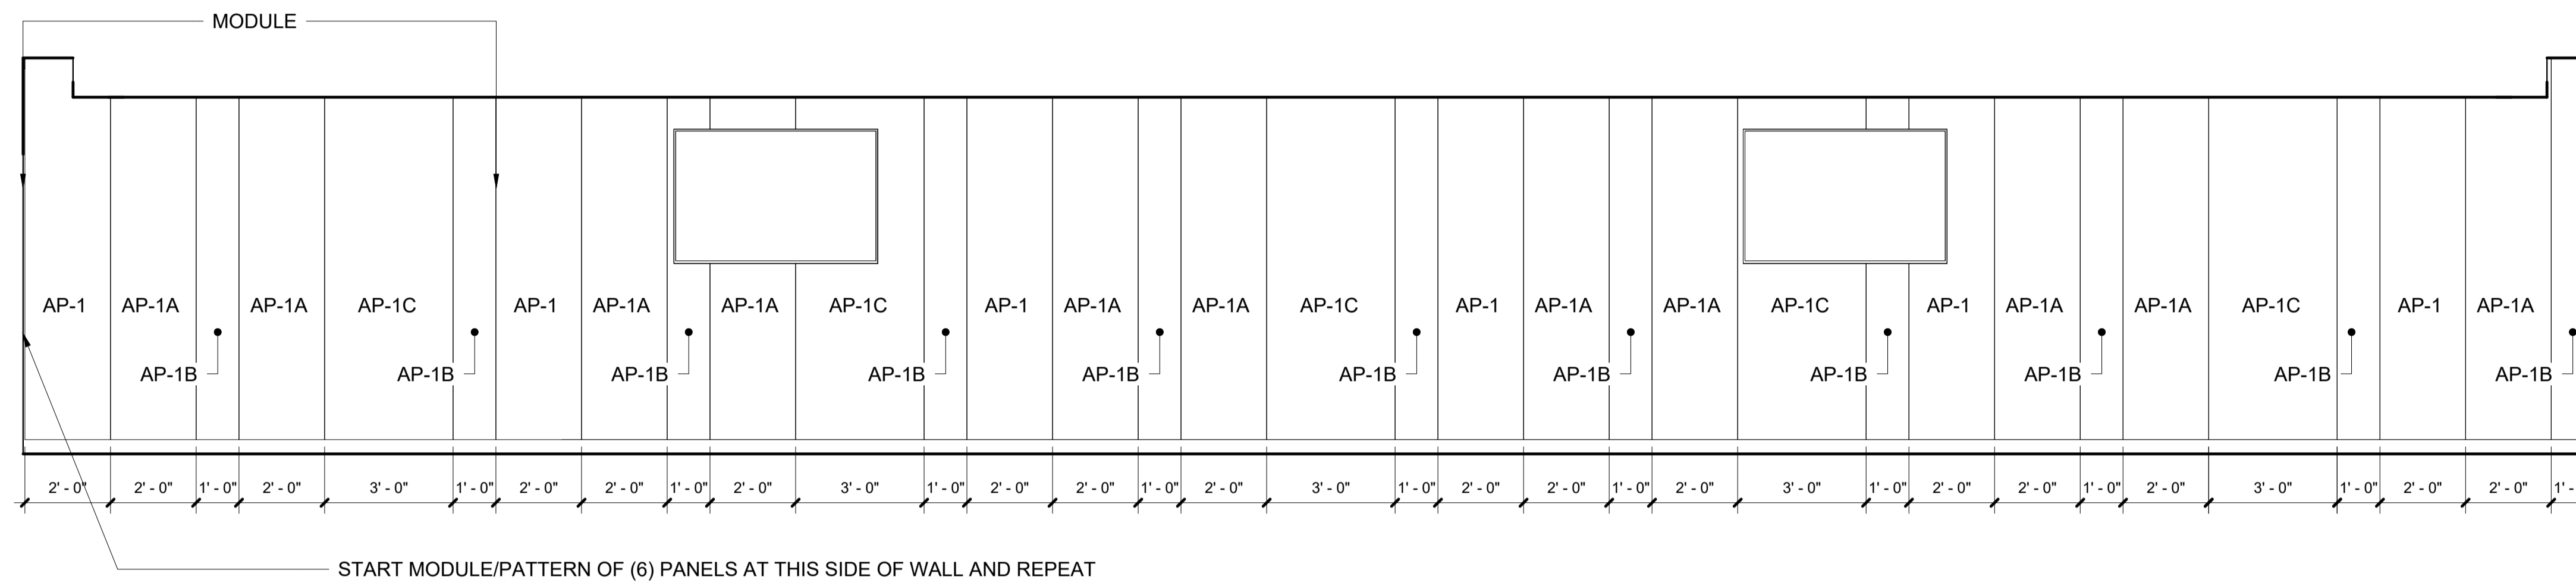 MODULE
AP-1 AP-1A AP-1A AP-1C AP-1 AP-1A AP-1A AP-1C AP-1 AP-1A AP-1A AP-1C AP-1 AP-1A AP-1A AP-1C AP-1 AP-1A AP-1A AP-1C AP-1 AP-1A
AP-1B AP-1B AP-1B AP-1B AP-1B AP-1B AP-1B AP-1B AP-1B AP-1B AP-1B
2' - 0" 2' - 0" 1' - 0" 2' - 0" 3' - 0" 1' - 0" 2' - 0" 2' - 0" 1' - 0" 2' - 0" 3' - 0" 1' - 0" 2' - 0" 2' - 0" 1' - 0" 2' - 0" 3' - 0" 1' - 0" 2' - 0" 2' - 0" 1' - 0" 2' - 0" 3' - 0" 1' - 0" 2' - 0" 2' - 0" 1' - 0" 2' - 0" 3' - 0" 1' - 0" 2' - 0" 2' - 0" 1' -
START MODULE/PATTERN OF (6) PANELS AT THIS SIDE OF WALL AND REPEAT